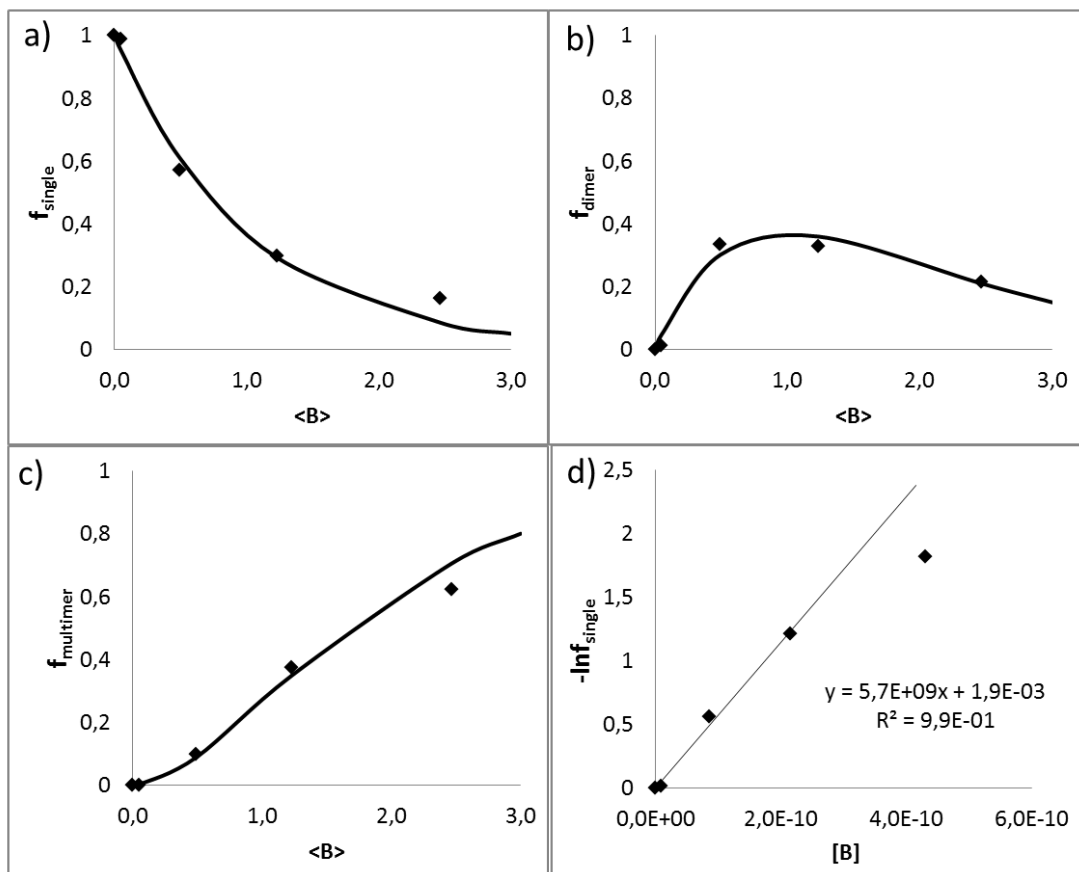 a)
1
0,8
0,6
0,4
0,2
0
f_single
0,0 1,0 2,0 3,0
<B>
b)
1
0,8
0,6
0,4
0,2
0
f_dimer
0,0 1,0 2,0 3,0
<B>
c)
1
0,8
0,6
0,4
0,2
0
f_multimer
0,0 1,0 2,0 3,0
<B>
d)
2,5
2
1,5
1
0,5
0
-lnf_single
y = 5,7E+09x + 1,9E-03
R² = 9,9E-01
0,0E+00 2,0E-10 4,0E-10 6,0E-10
[B]